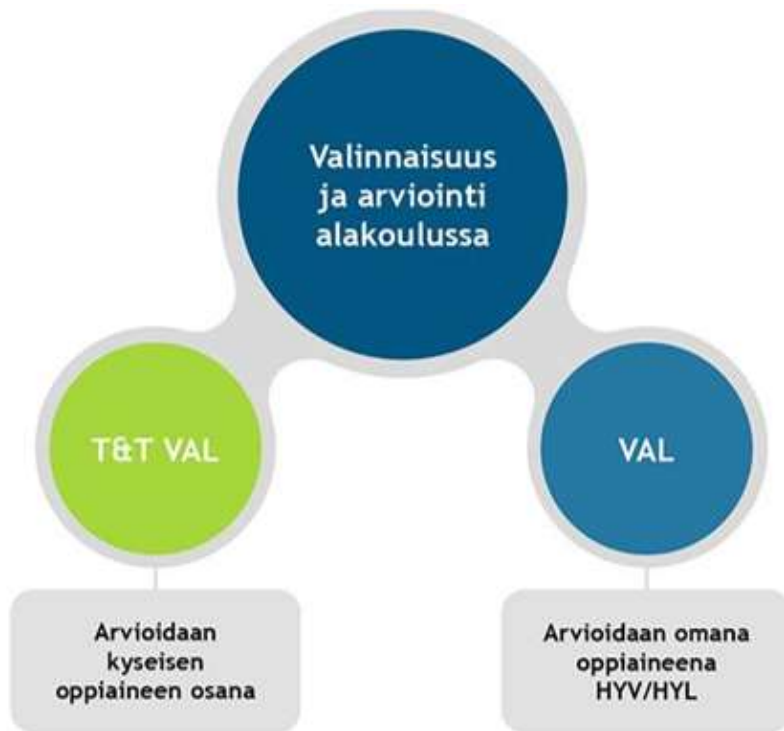 Valinnaisuus
ja arviointi
alakoulussa
T&T VAL
VAL
Arvioidaan
kyseisen
oppiaineen osana
Arvioidaan omana
oppiaineena
HYV/HYL